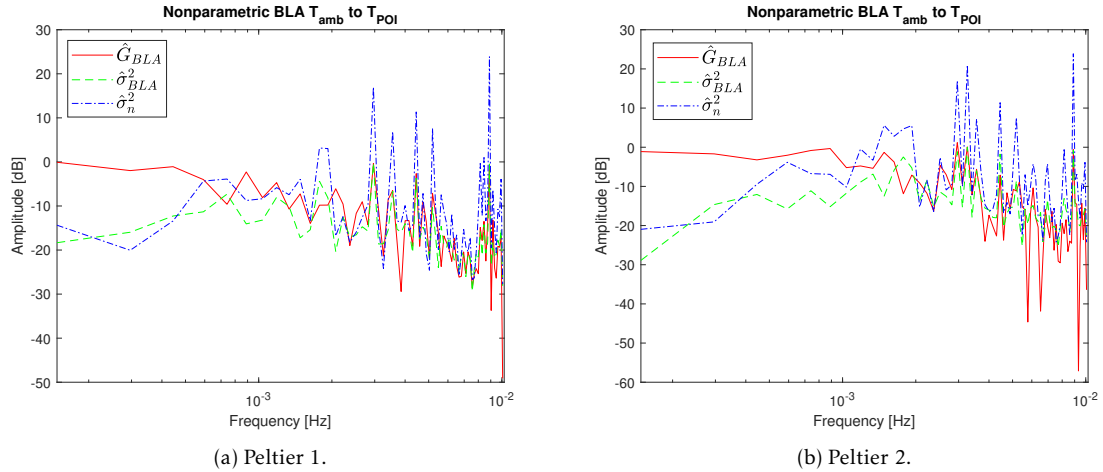 Nonparametric BLA T_amb to T_POI
30
20
10
0
-10
-20
-30
-40
-50
Amplitude [dB]
Ĝ_BLA
σ̂²_BLA
σ̂²_n
10⁻³
10⁻²
Frequency [Hz]
(a) Peltier 1.
Nonparametric BLA T_amb to T_POI
30
20
10
0
-10
-20
-30
-40
-50
-60
Amplitude [dB]
Ĝ_BLA
σ̂²_BLA
σ̂²_n
10⁻³
10⁻²
Frequency [Hz]
(b) Peltier 2.